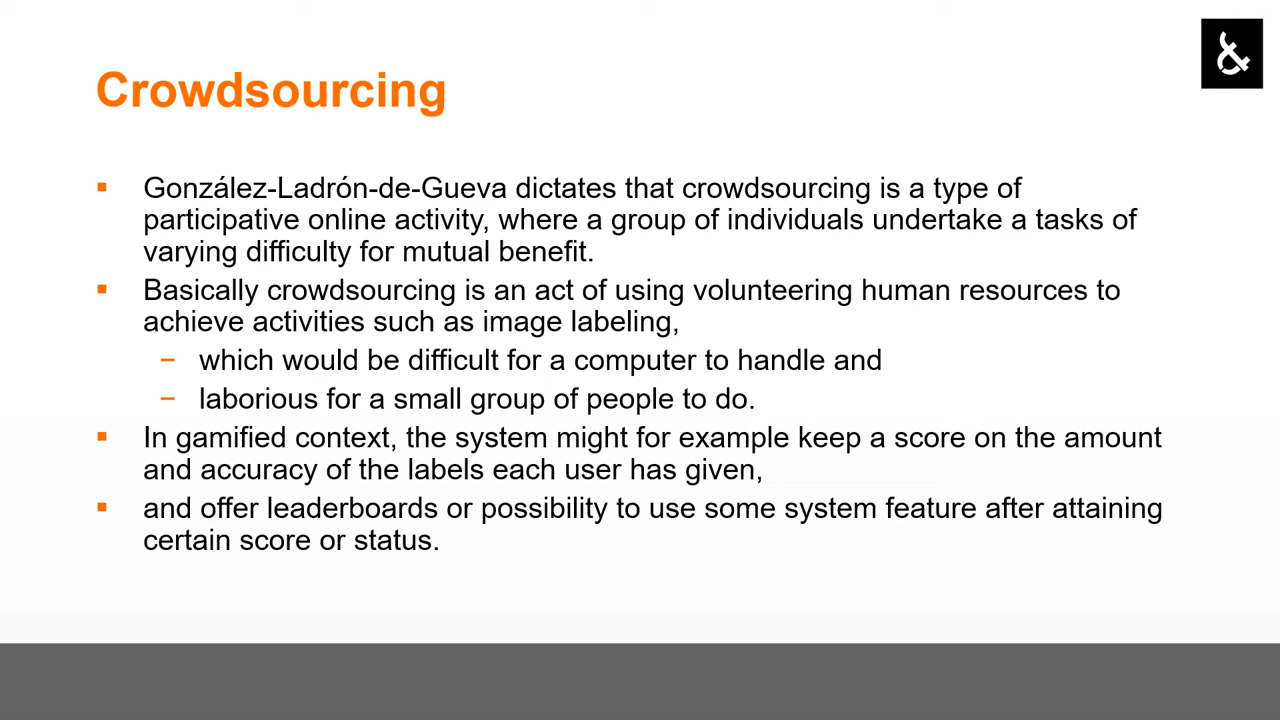 &
Crowdsourcing
▪ González-Ladrón-de-Gueva dictates that crowdsourcing is a type of
participative online activity, where a group of individuals undertake a tasks of
varying difficulty for mutual benefit.
▪ Basically crowdsourcing is an act of using volunteering human resources to
achieve activities such as image labeling,
− which would be difficult for a computer to handle and
− laborious for a small group of people to do.
▪ In gamified context, the system might for example keep a score on the amount
and accuracy of the labels each user has given,
▪ and offer leaderboards or possibility to use some system feature after attaining
certain score or status.